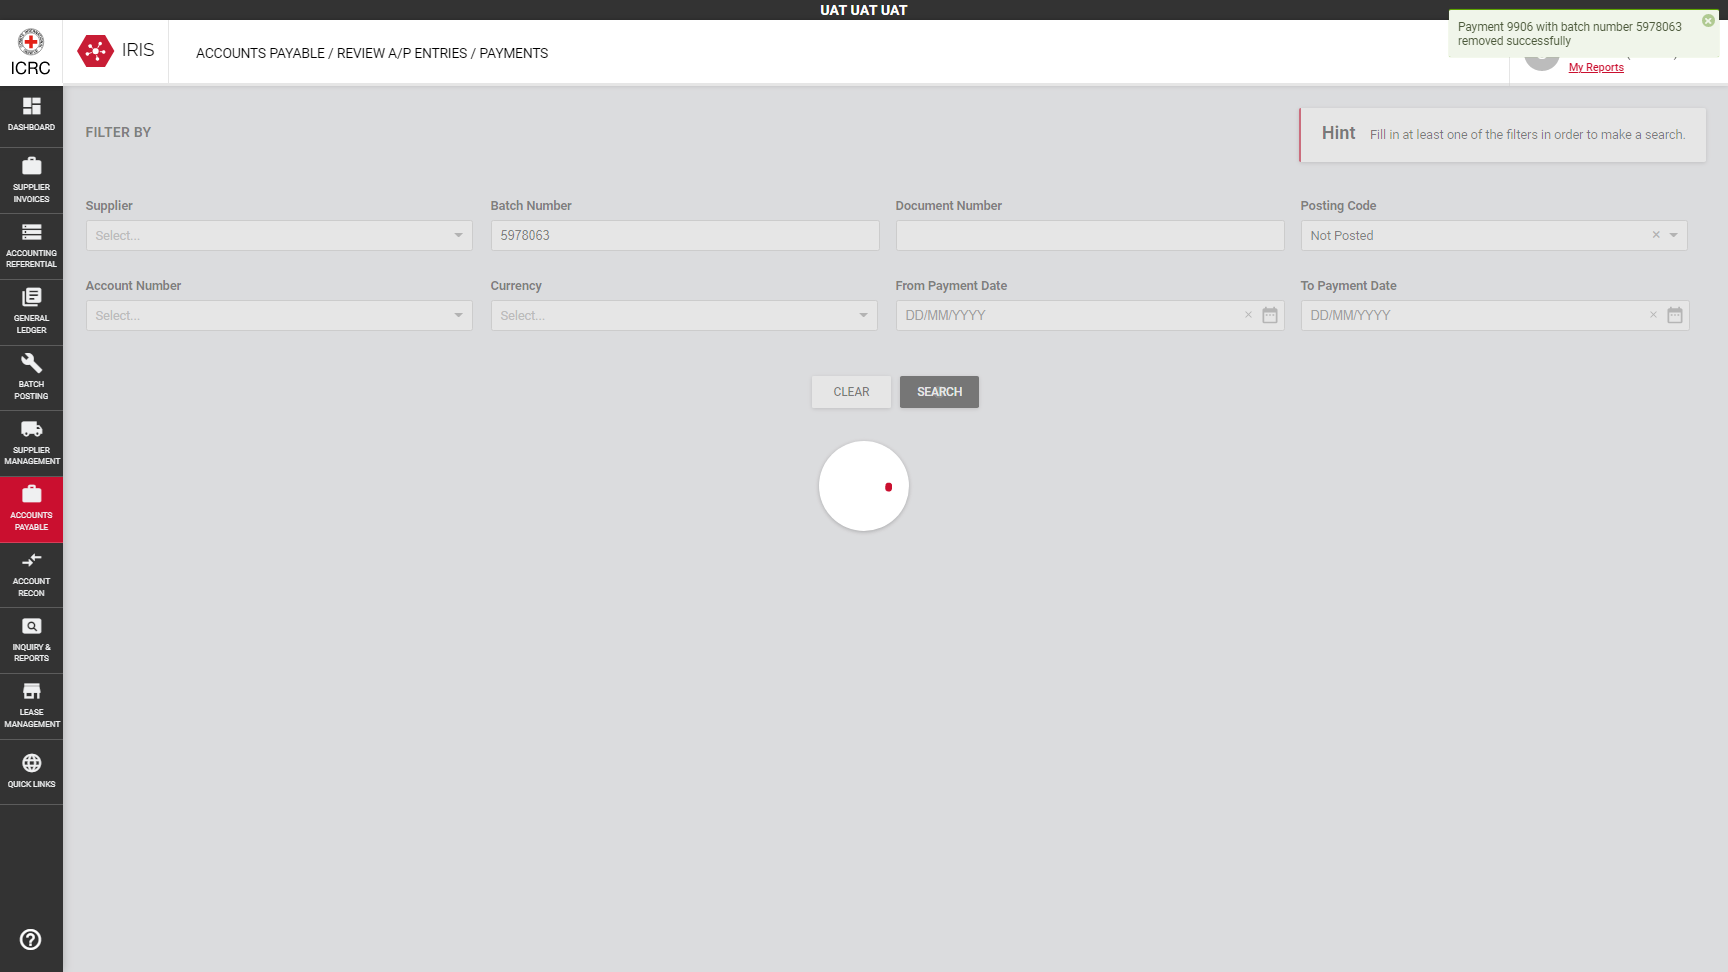 UAT UAT UAT
Payment 9906 with batch number 5978063
removed successfully
ICRC
IRIS
ACCOUNTS PAYABLE / REVIEW A/P ENTRIES / PAYMENTS
My Reports
DASHBOARD
SUPPLIER
INVOICES
ACCOUNTING
REFERENTIAL
GENERAL
LEDGER
BATCH
POSTING
SUPPLIER
MANAGEMENT
ACCOUNTS
PAYABLE
ACCOUNT
RECON
INQUIRY &
REPORTS
LEASE
MANAGEMENT
QUICK LINKS
FILTER BY
Hint Fill in at least one of the filters in order to make a search.
Supplier Batch Number Document Number Posting Code
Select... 5978063 Not Posted
Account Number Currency From Payment Date To Payment Date
Select... Select... DD/MM/YYYY DD/MM/YYYY
CLEAR SEARCH